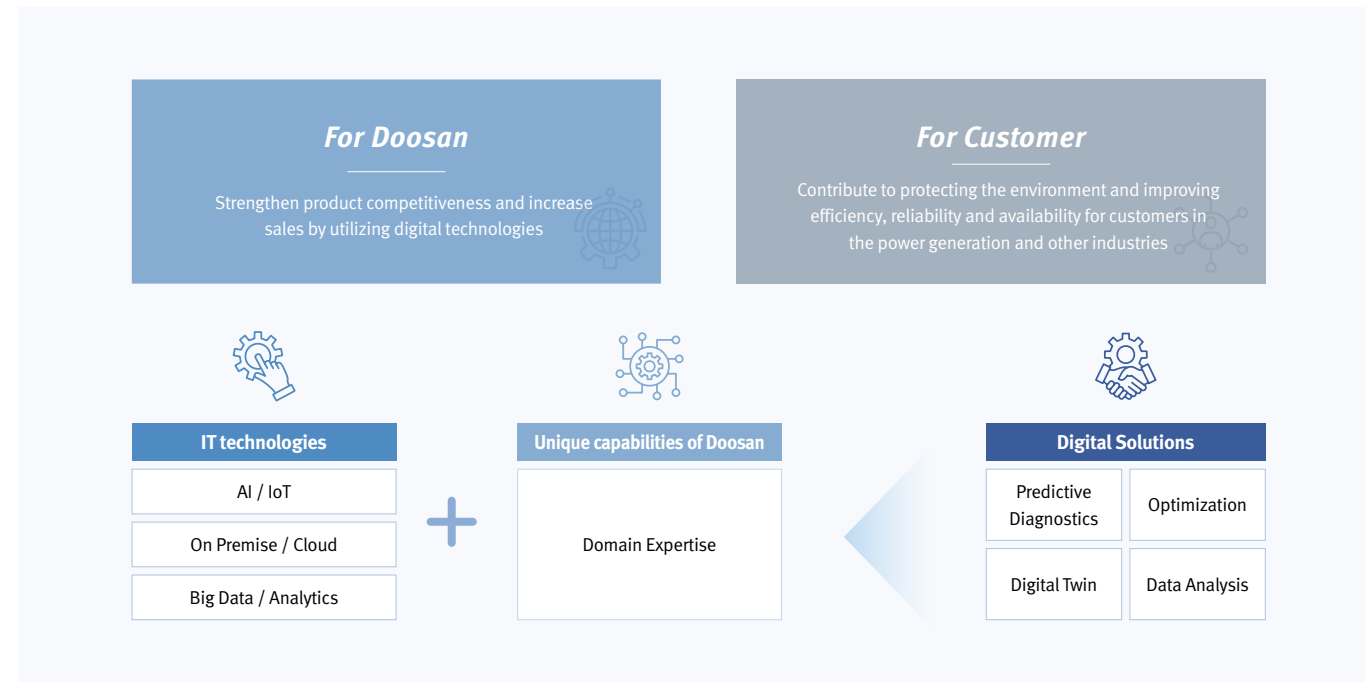 For Doosan
Strengthen product competitiveness and increase
sales by utilizing digital technologies
For Customer
Contribute to protecting the environment and improving
efficiency, reliability and availability for customers in
the power generation and other industries
IT technologies
AI / IoT
On Premise / Cloud
Big Data / Analytics
Unique capabilities of Doosan
Domain Expertise
Digital Solutions
Predictive
Diagnostics
Optimization
Digital Twin
Data Analysis